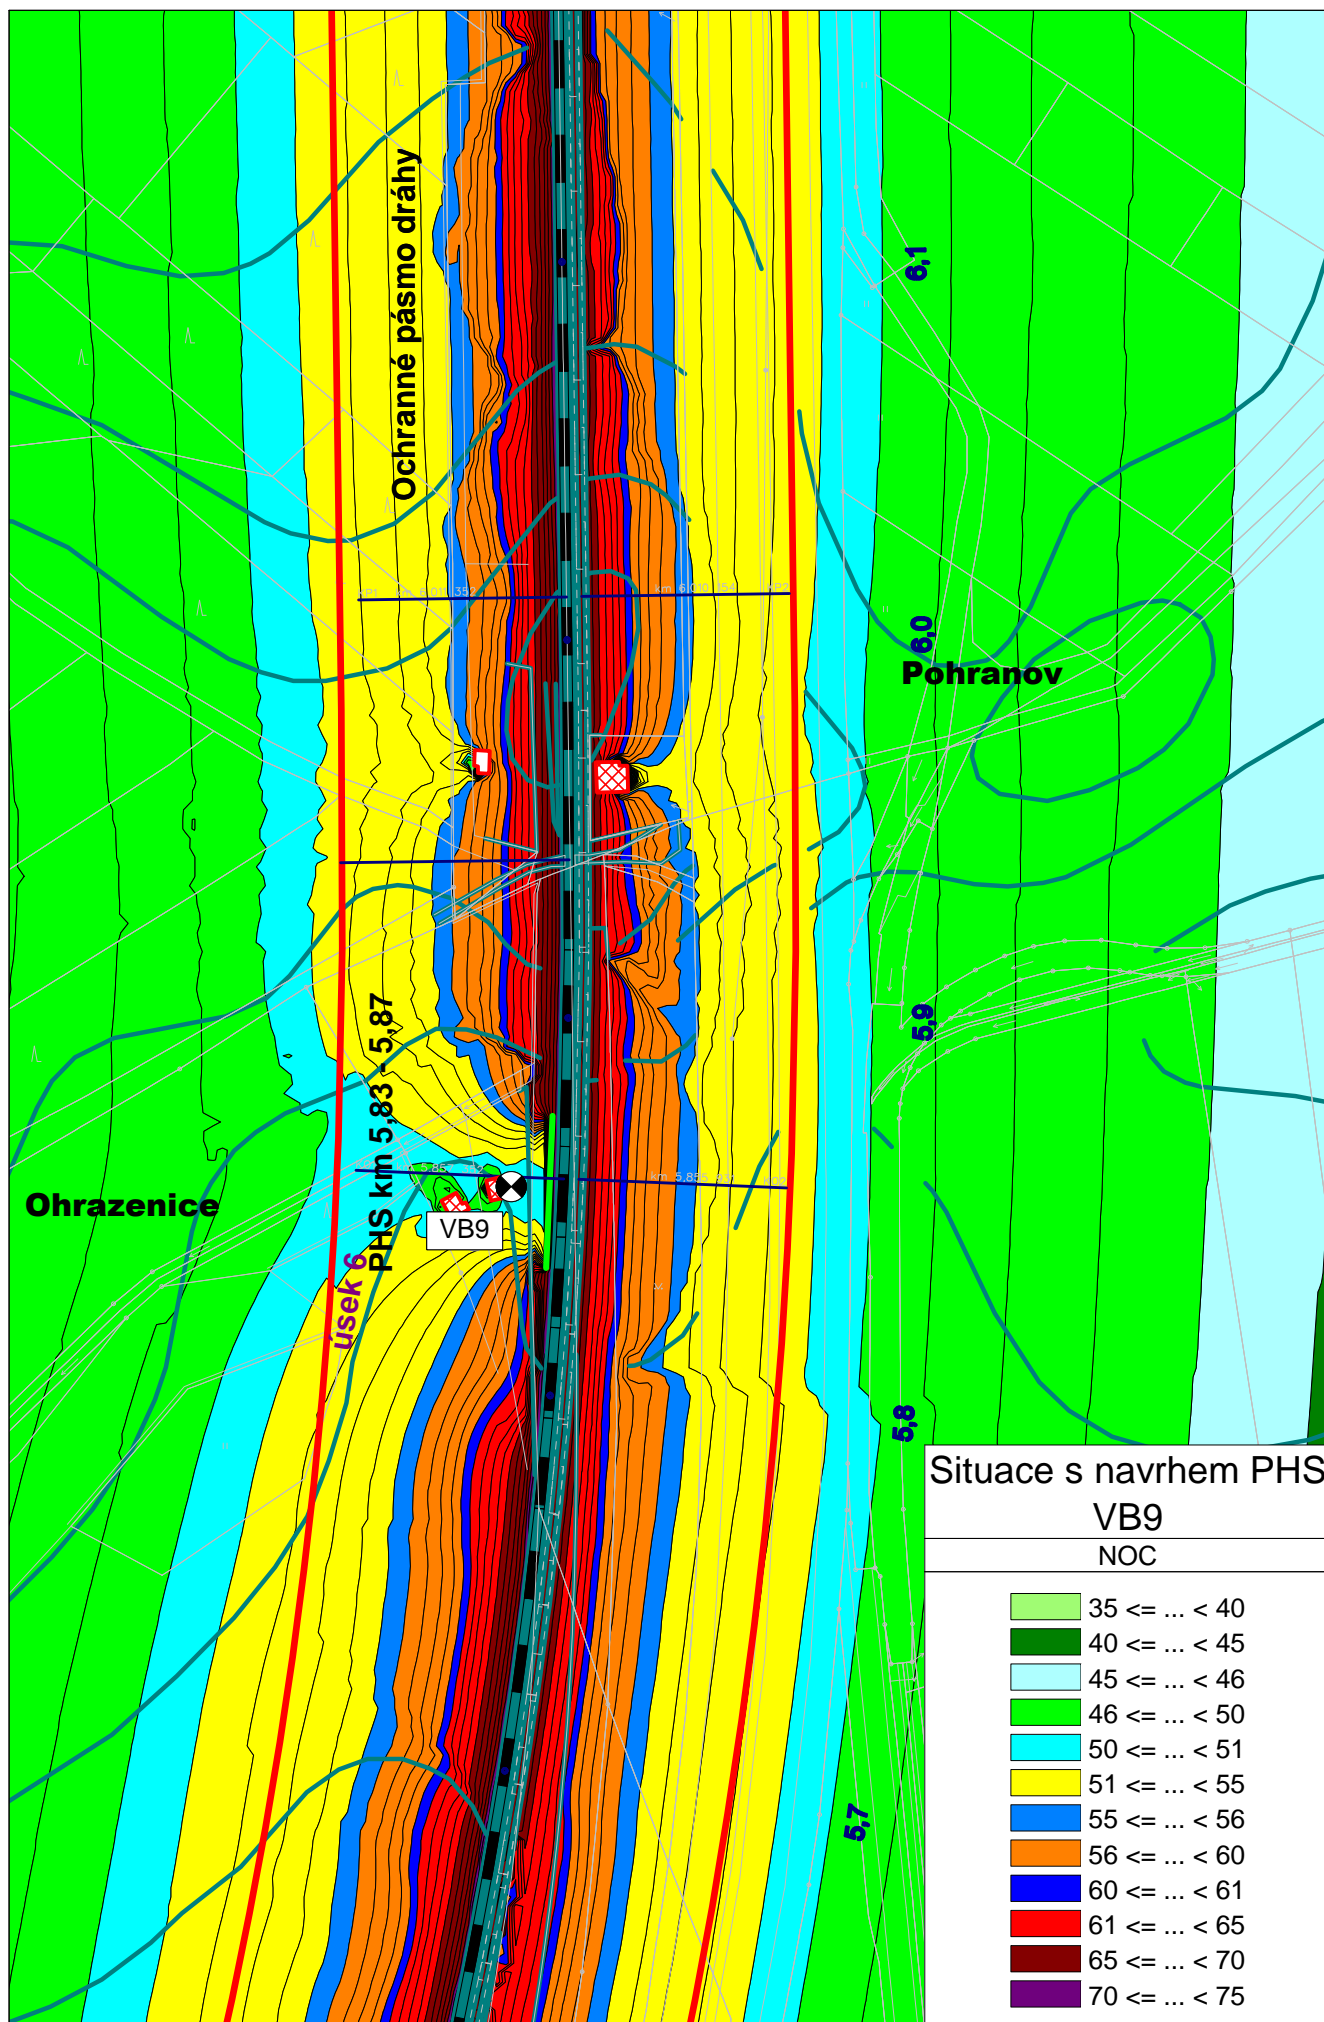 Ochranné pásmo dráhy
6,1
6,0
Pohranov
5,9
PHS km 5,83 - 5,87
Ohrazenice
VB9
úsek 6
5,8
5,7
Situace s navrhem PHS
VB9
NOC
35 <= ... < 40
40 <= ... < 45
45 <= ... < 46
46 <= ... < 50
50 <= ... < 51
51 <= ... < 55
55 <= ... < 56
56 <= ... < 60
60 <= ... < 61
61 <= ... < 65
65 <= ... < 70
70 <= ... < 75